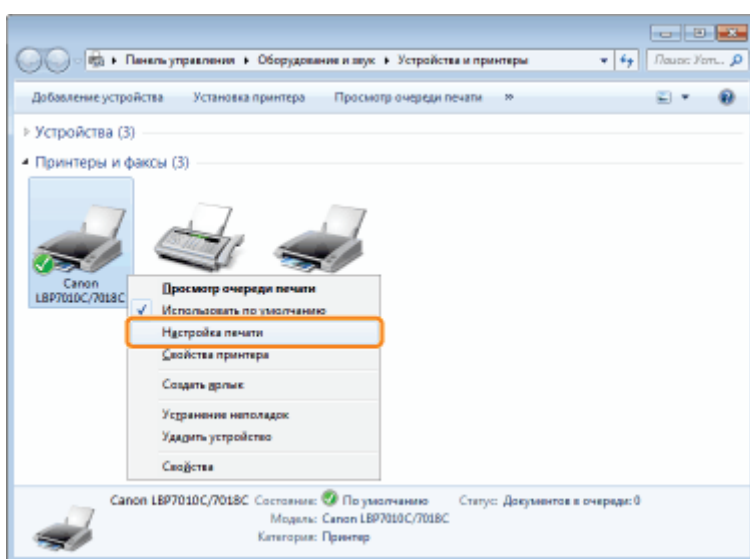 Панель управления ▸ Оборудование и звук ▸ Устройства и принтеры
Поиск: Уст...
Добавление устройства Установка принтера Просмотр очереди печати »
Устройства (3)
Принтеры и факсы (3)
Canon
LBP7010C/7018C
Просмотр очереди печати
Использовать по умолчанию
Настройка печати
Свойства принтера
Создать ярлык
Устранение неполадок
Удалить устройство
Свойства
Canon LBP7010C/7018C Состояние: По умолчанию Статус: Документов в очереди: 0
Модель: Canon LBP7010C/7018C
Категория: Принтер